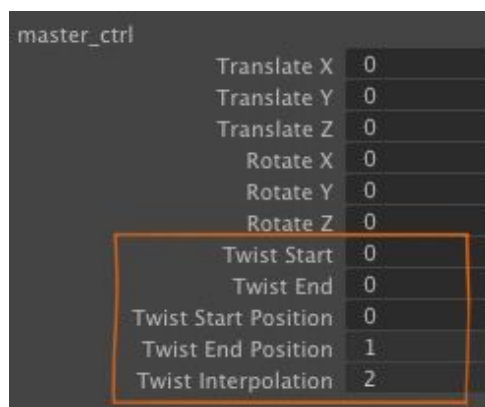 master_ctrl
Translate X 0
Translate Y 0
Translate Z 0
Rotate X 0
Rotate Y 0
Rotate Z 0
Twist Start 0
Twist End 0
Twist Start Position 0
Twist End Position 1
Twist Interpolation 2